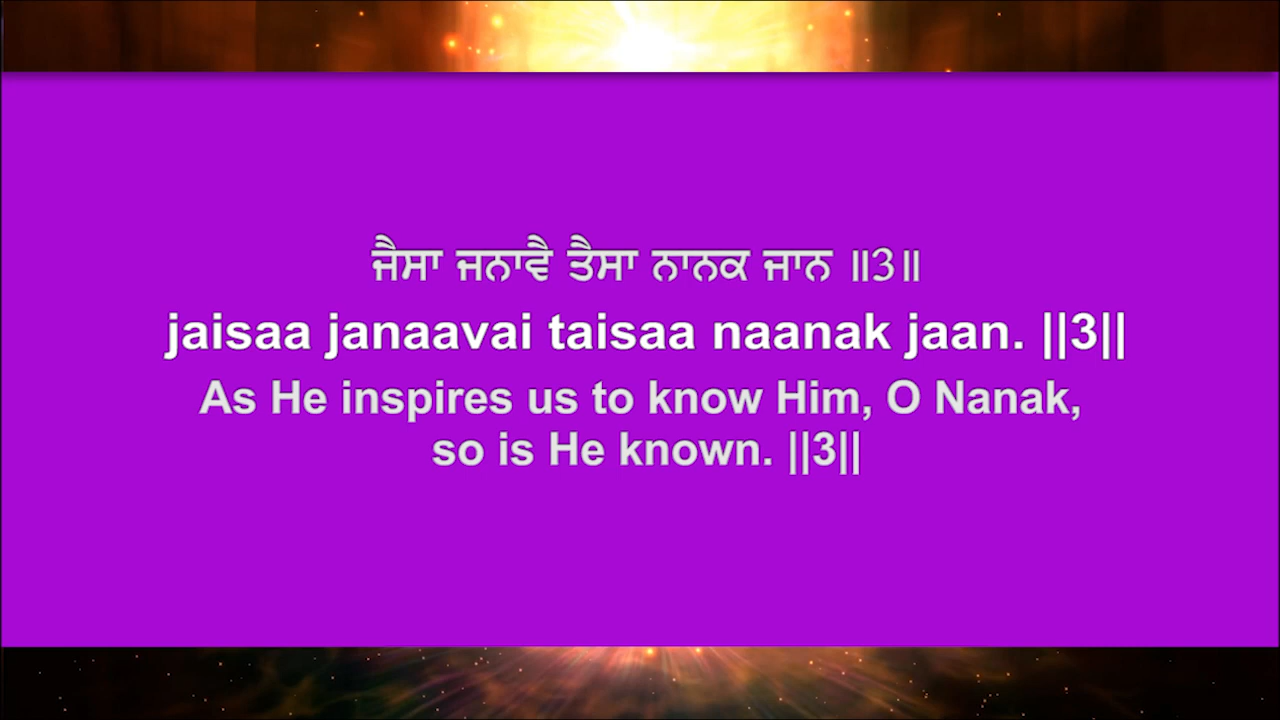 ਜੈਸਾ ਜਨਾਵੈ ਤੈਸਾ ਨਾਨਕ ਜਾਨ ॥3॥
jaisaa janaavai taisaa naanak jaan. ||3||
As He inspires us to know Him, O Nanak,
so is He known. ||3||